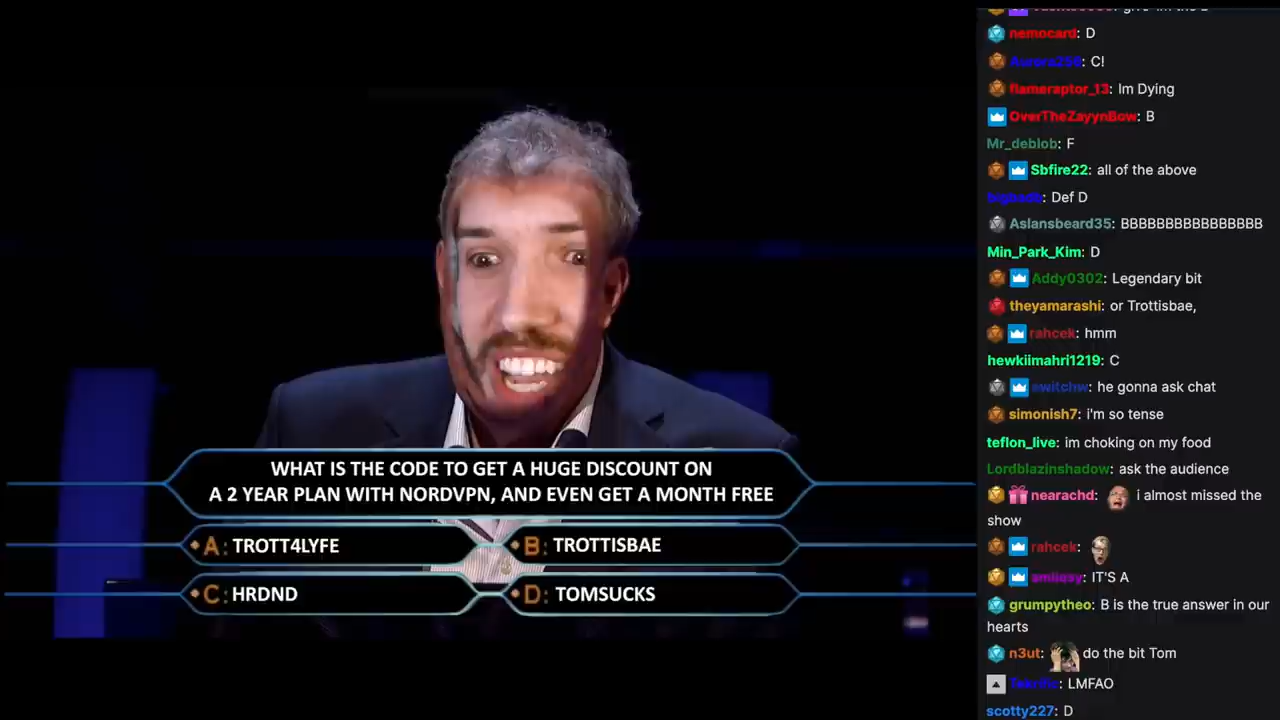 WHAT IS THE CODE TO GET A HUGE DISCOUNT ON
A 2 YEAR PLAN WITH NORDVPN, AND EVEN GET A MONTH FREE
A: TROTT4LYFE
B: TROTTISBAE
C: HRDND
D: TOMSUCKS
nemocard: D
Aurora256: C!
flameraptor_13: Im Dying
OverTheZayynBow: B
Mr_deblob: F
Sbfire22: all of the above
: Def D
Aslansbeard35: BBBBBBBBBBBBBBBB
Min_Park_Kim: D
Addy0302: Legendary bit
theyamarashi: or Trottisbae,
rahcek: hmm
hewkiimahri1219: C
switchw: he gonna ask chat
simonish7: i'm so tense
teflon_live: im choking on my food
Lordblazinshadow: ask the audience
nearachd: i almost missed the
show
rahcek:
: IT'S A
grumpytheo: B is the true answer in our
hearts
n3ut: do the bit Tom
: LMFAO
scotty227: D